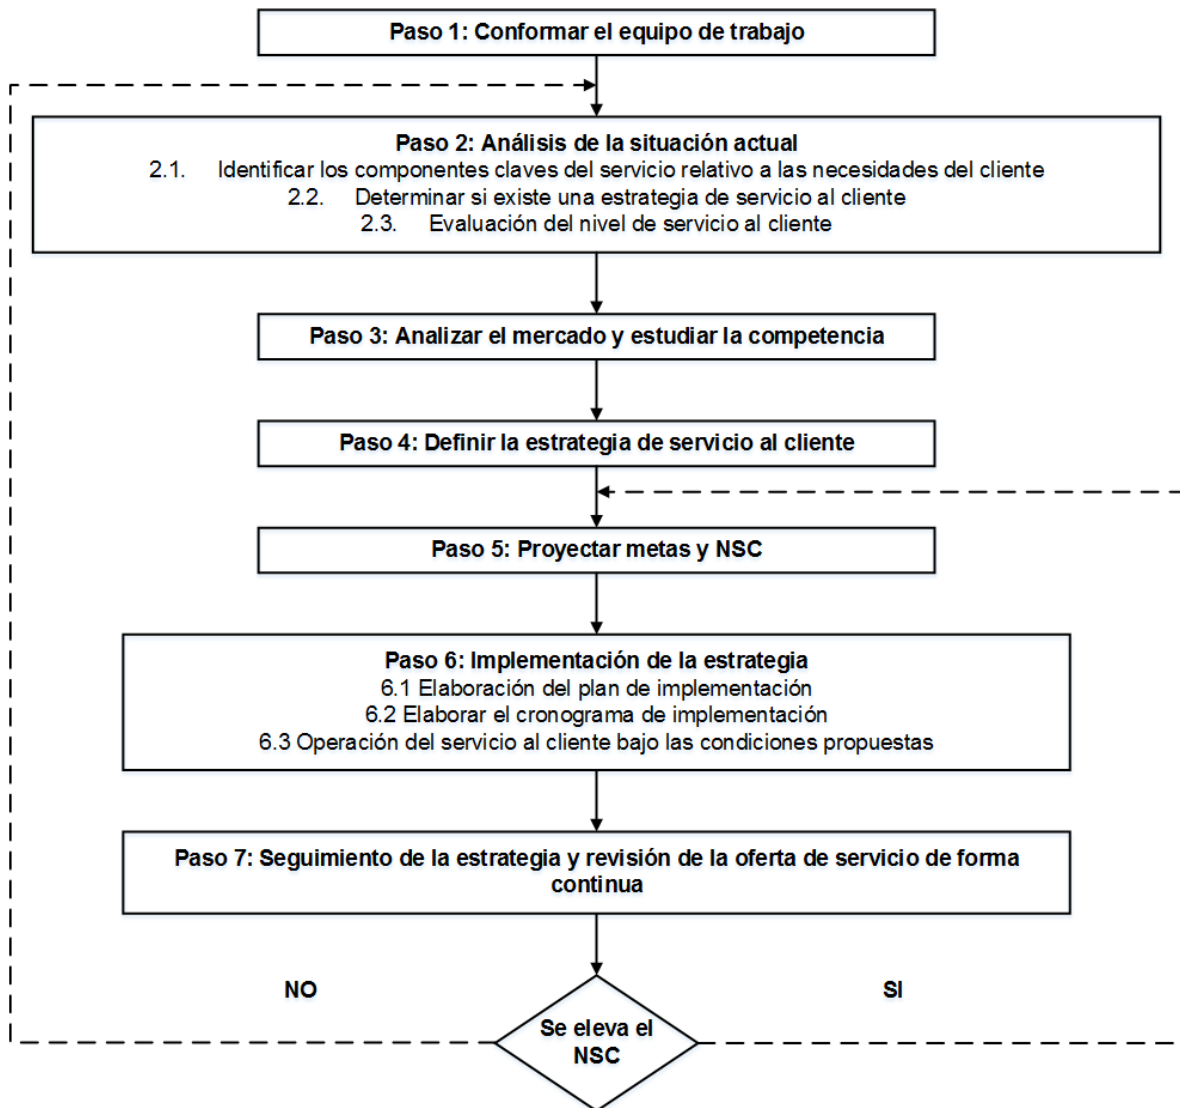 Paso 1: Conformar el equipo de trabajo
Paso 2: Análisis de la situación actual
2.1. Identificar los componentes claves del servicio relativo a las necesidades del cliente
2.2. Determinar si existe una estrategia de servicio al cliente
2.3. Evaluación del nivel de servicio al cliente
Paso 3: Analizar el mercado y estudiar la competencia
Paso 4: Definir la estrategia de servicio al cliente
Paso 5: Proyectar metas y NSC
Paso 6: Implementación de la estrategia
6.1 Elaboración del plan de implementación
6.2 Elaborar el cronograma de implementación
6.3 Operación del servicio al cliente bajo las condiciones propuestas
Paso 7: Seguimiento de la estrategia y revisión de la oferta de servicio de forma
continua
NO
SI
Se eleva el
NSC